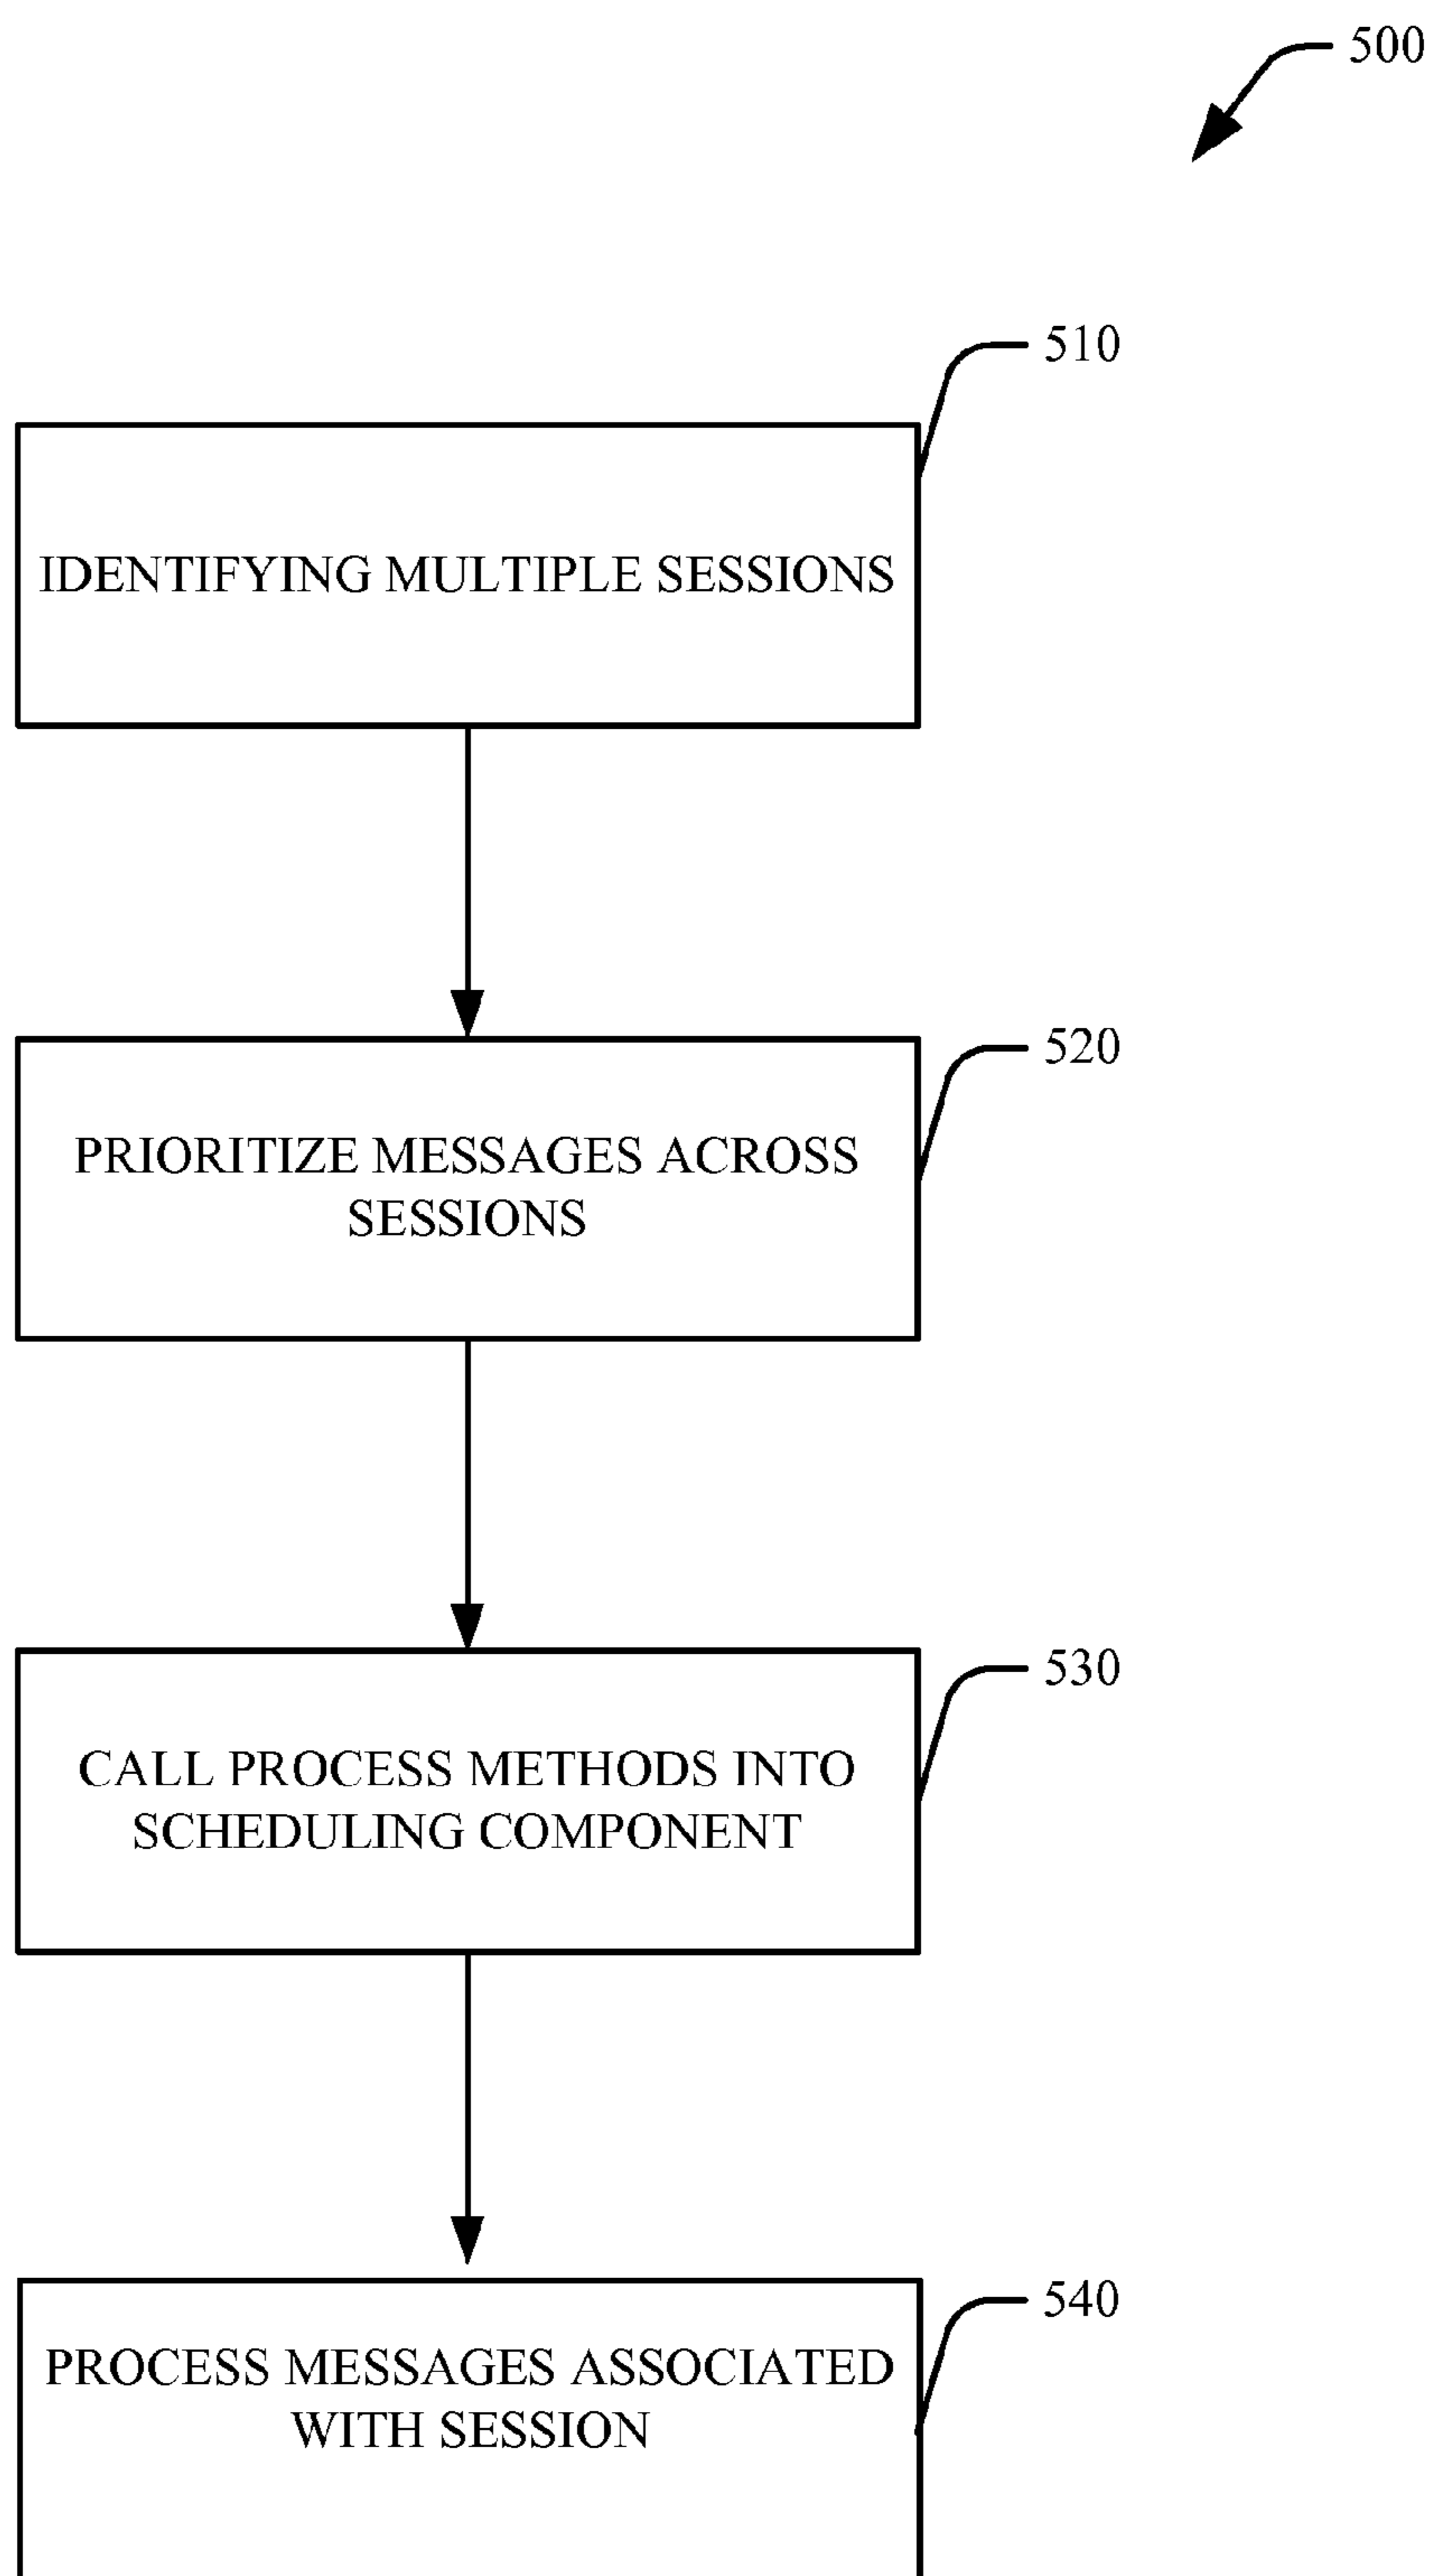 500
510
IDENTIFYING MULTIPLE SESSIONS
520
PRIORITIZE MESSAGES ACROSS
SESSIONS
530
CALL PROCESS METHODS INTO
SCHEDULING COMPONENT
540
PROCESS MESSAGES ASSOCIATED
WITH SESSION